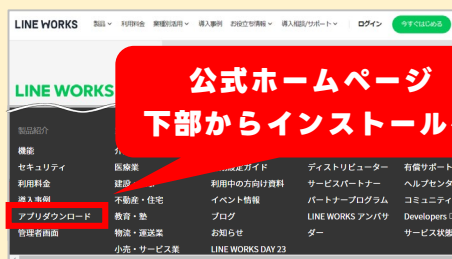 LINE WORKS 製品 利用料金 業種別活用 導入事例 お役立ち情報 導入相談/サポート ログイン 今すぐはじめる
LINE WORKS
公式ホームページ
下部からインストール
製品紹介
機能
セキュリティ 医療業 ディストリビューター 有償サポート
利用料金 建設 利用中の方向け資料 サービスパートナー ヘルプセンタ
導入事例 不動産・住宅 イベント情報 パートナープログラム コミュニティ
アプリダウンロード 教育・塾 ブログ LINE WORKS アンバサ Developers
管理者画面 物流・運送業 お知らせ ダー サービス状態
小売・サービス業 LINE WORKS DAY 23